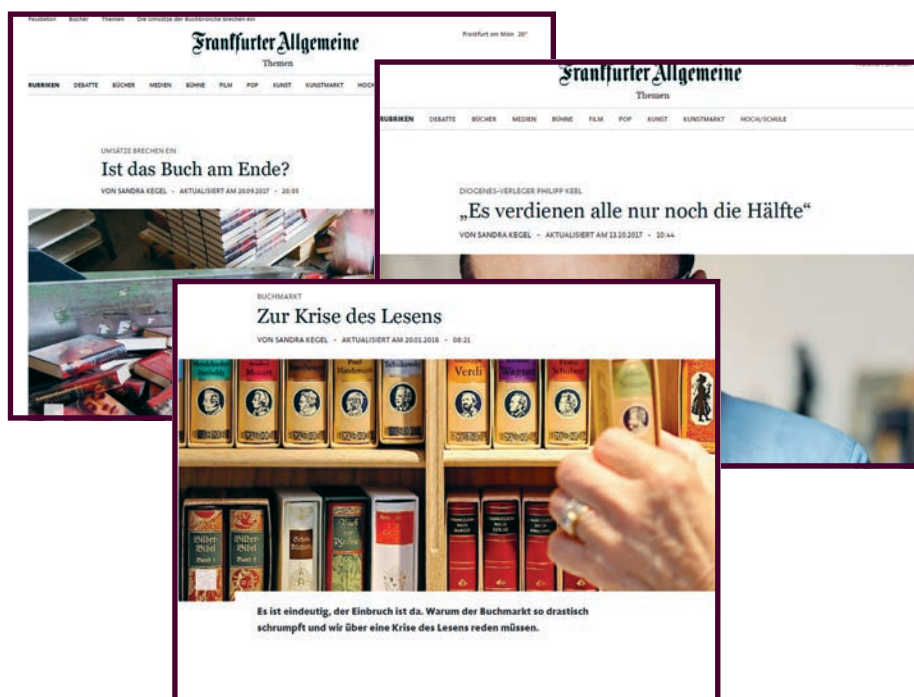 Feuilleton Bücher Themen Die Umsätze der Buchbranche brechen ein
Frankfurt am Main 20°
Frankfurter Allgemeine
Themen
RUBRIKEN DEBATTE BÜCHER MEDIEN BÜHNE FILM POP KUNST KUNSTMARKT HOCH
UMSÄTZE BRECHEN EIN
Ist das Buch am Ende?
VON SANDRA KEGEL - AKTUALISIERT AM 20.09.2017 - 20:05
Frankfurter Allgemeine
Themen
RUBRIKEN DEBATTE BÜCHER MEDIEN BÜHNE FILM POP KUNST KUNSTMARKT HOCH/SCHULE
DIOGENES-VERLEGER PHILIPP KEEL
„Es verdienen alle nur noch die Hälfte“
VON SANDRA KEGEL - AKTUALISIERT AM 13.10.2017 - 10:44
BUCHMARKT
Zur Krise des Lesens
VON SANDRA KEGEL - AKTUALISIERT AM 20.01.2018 - 08:21
Mozart
Tschaikowsky
Verdi
Wagner
Schubert
Bilder-
Bibel
Band 1
Bilder-
Bibel
Band
Es ist eindeutig, der Einbruch ist da. Warum der Buchmarkt so drastisch
schrumpft und wir über eine Krise des Lesens reden müssen.